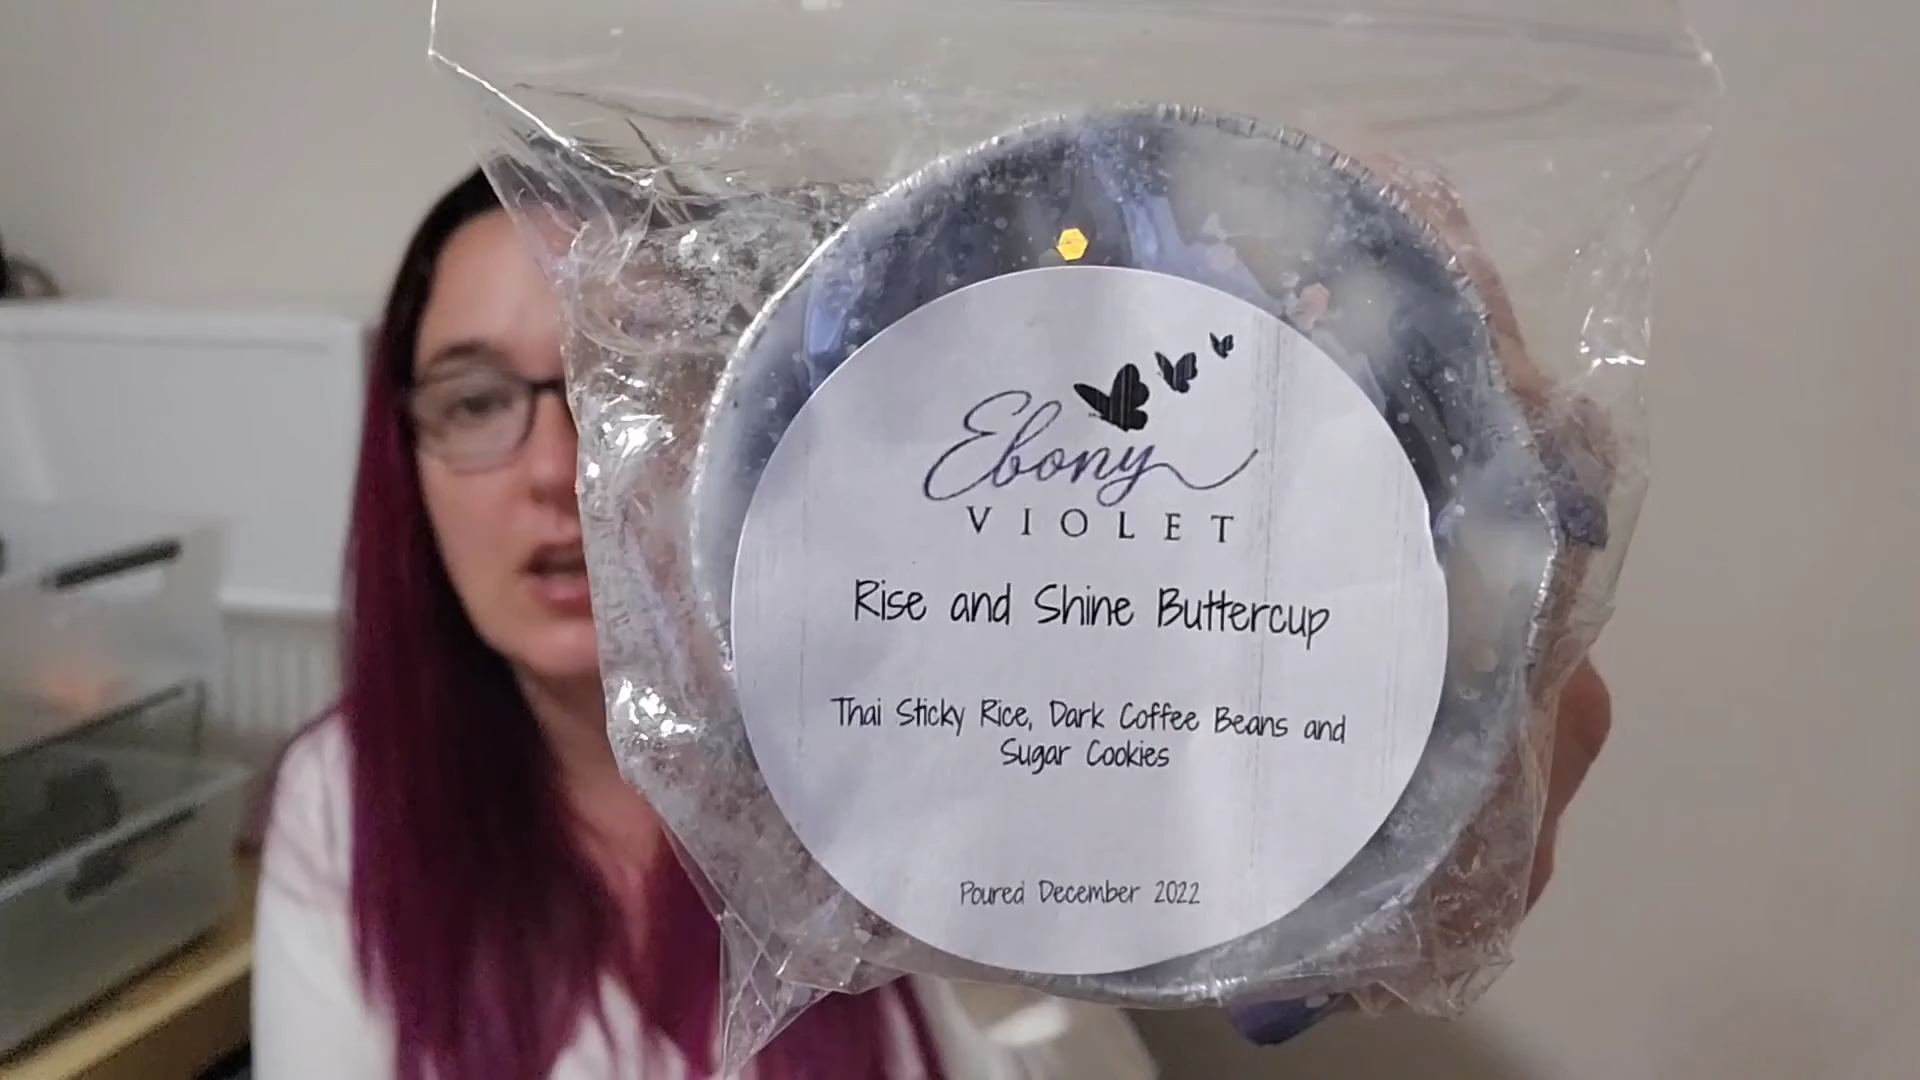 Ebony
VIOLET
Rise and Shine Buttercup
Thai Sticky Rice, Dark Coffee Beans and
Sugar Cookies
Poured December 2022